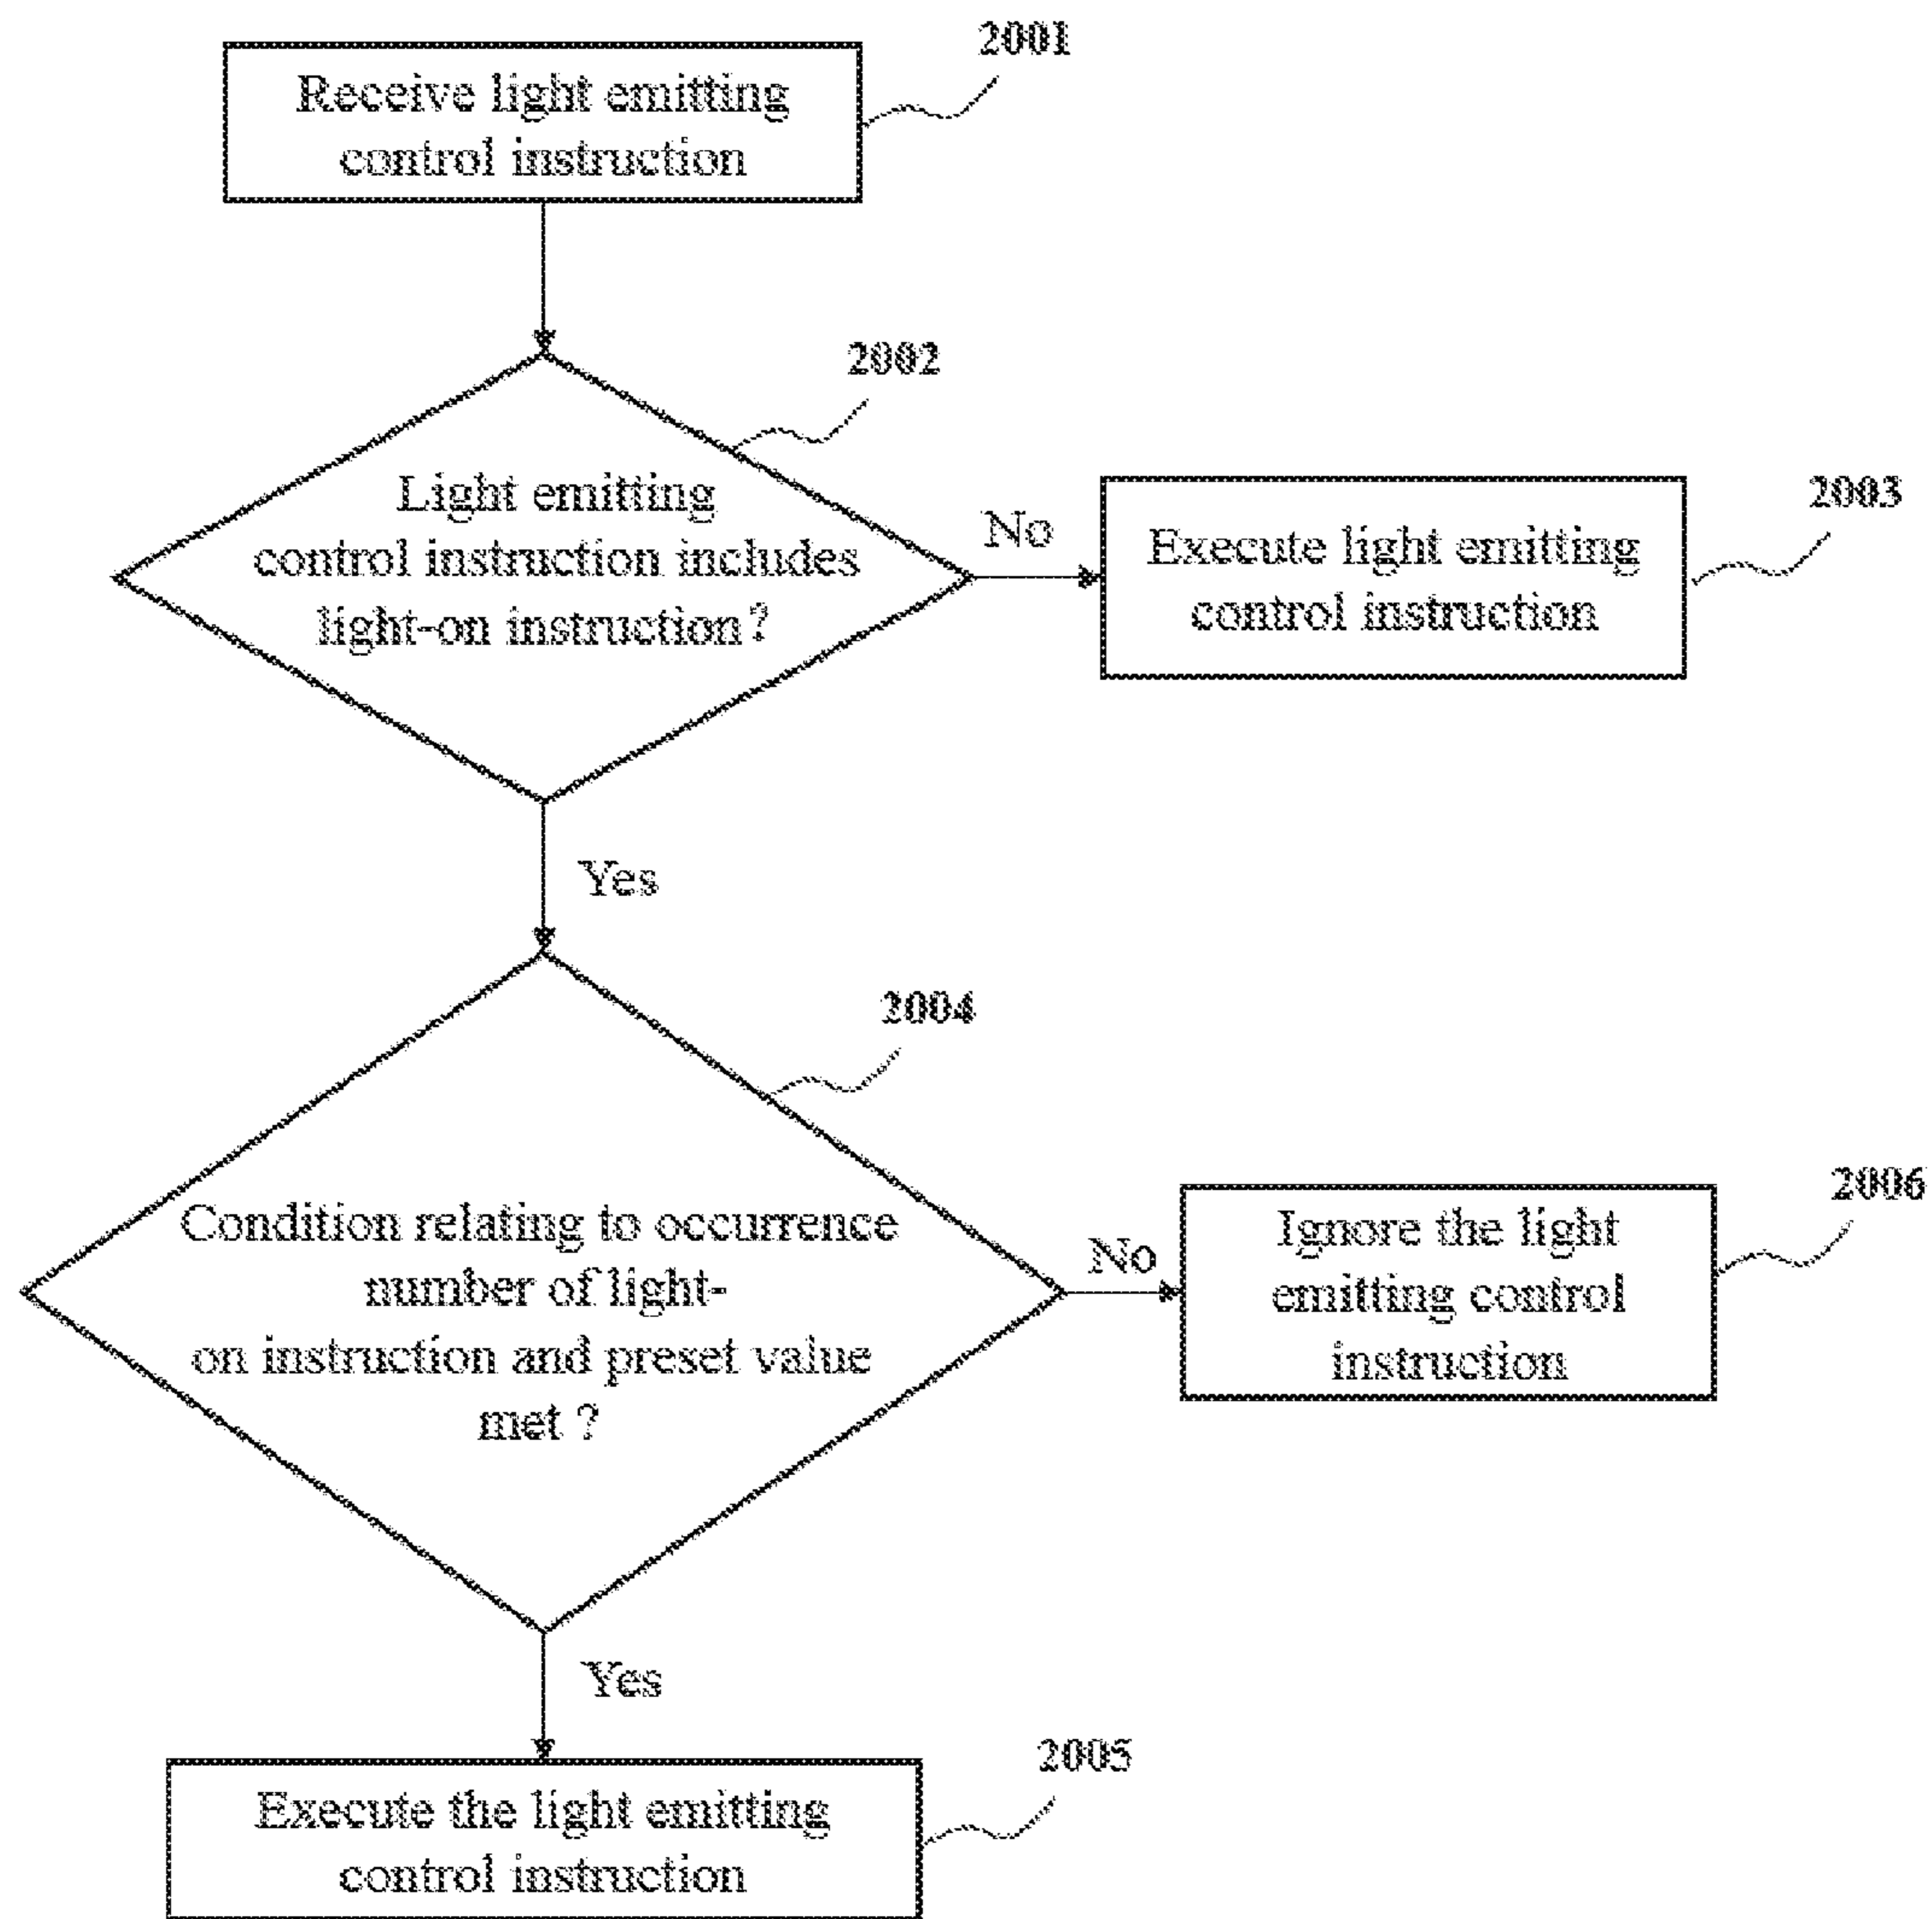 2001
Receive light emitting
control instruction
2002
Light emitting
control instruction includes
light-on instruction?
No
2003
Execute light emitting
control instruction
Yes
2004
Condition relating to occurrence
number of light-
on instruction and preset value
met ?
No
2006
Ignore the light
emitting control
instruction
Yes
2005
Execute the light emitting
control instruction